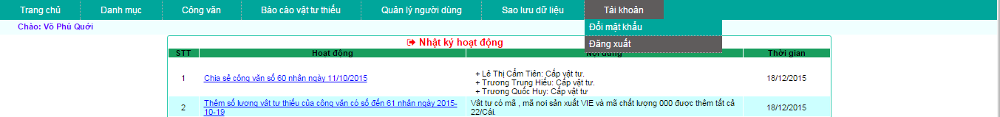 Trang chủ Danh mục Công văn Báo cáo vật tư thiếu Quản lý người dùng Sao lưu dữ liệu Tài khoản
Chào: Võ Phú Quới Đổi mật khẩu
Nhật ký hoạt động Đăng xuất
STT Hoạt động Nội dung Thời gian
1 Chia sẻ công văn số 60 nhận ngày 11/10/2015 + Lê Thị Cẩm Tiên: Cấp vật tư. 18/12/2015
+ Trương Trung Hiếu: Cấp vật tư.
+ Trương Quốc Huy: Cấp vật tư
2 Thêm số lượng vật tư thiếu của công văn có số đến 61 nhận ngày 2015-
10-19 Vật tư có mã , mã nơi sản xuất VIE và mã chất lượng 000 được thêm tất cả
22/Cái. 18/12/2015